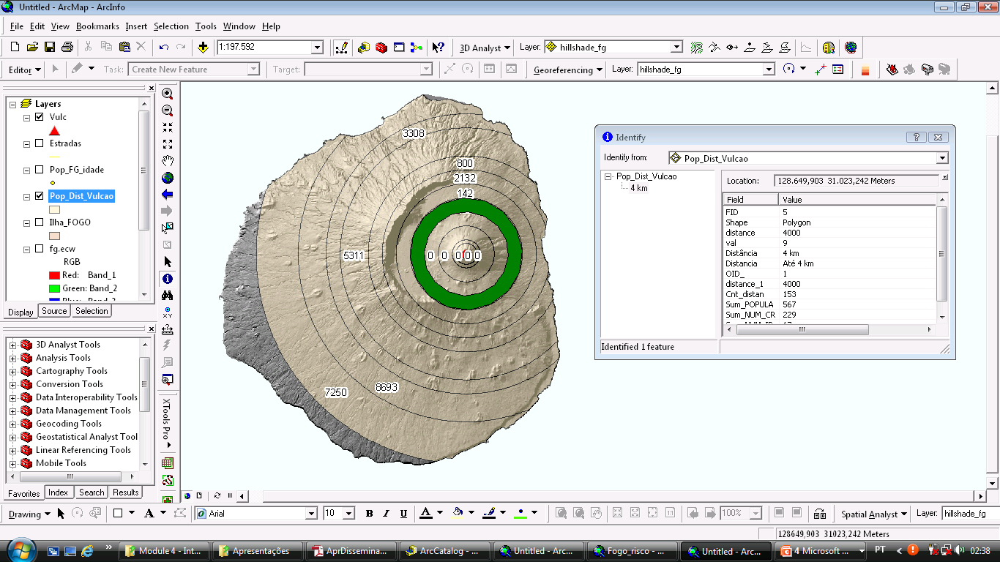 Untitled - ArcMap - ArcInfo
File Edit View Bookmarks Insert Selection Tools Window Help
1:197.592
3D Analyst
Layer:
hillshade_fg
Editor
Task:
Create New Feature
Target:
Georeferencing
Layer:
hillshade_fg
Layers
Vulc
Estradas
Pop_FG_idade
Pop_Dist_Vulcao
Ilha_FOGO
fg.ecw
RGB
Red: Band_1
Green: Band_2
Display Source Selection
3D Analyst Tools
Analysis Tools
Cartography Tools
Conversion Tools
Data Interoperability Tools
Data Management Tools
Geocoding Tools
Geostatistical Analyst Tool
Linear Referencing Tools
Mobile Tools
Favorites Index Search Results
XTools Pro
3308
800
2132
142
5311
0 0 0 0 0
7250
8693
Identify
Identify from:
Pop_Dist_Vulcao
Pop_Dist_Vulcao
4 km
Location:
128.649,903 31.023,242 Meters
Field Value
FID 5
Shape Polygon
distance 4000
val 9
Distância 4 km
Distancia Até 4 km
OID_ 1
distance_1 4000
Cnt_distan 153
Sum_POPULA 567
Sum_NUM_CR 229
Identified 1 feature
Drawing
A
Arial
10
B I U
A
100%
Spatial Analyst
Layer:
hillshade_fg
128649,903 31023,242 Meters
Module 4 - Int...
Apresentações
AprDissemina...
ArcCatalog - ...
Untitled - Arc...
Fogo_risco - ...
Untitled - Arc...
4 Microsoft ...
PT
02:38